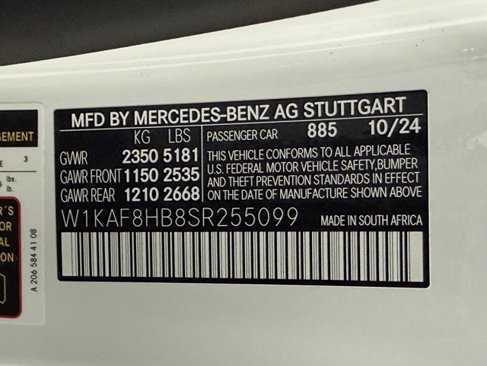 MFD BY MERCEDES-BENZ AG STUTTGART
KG LBS
GVWR 2350 5181
GAWR FRONT 1150 2535
GAWR REAR 1210 2668
PASSENGER CAR 885 10/24
THIS VEHICLE CONFORMS TO ALL APPLICABLE
U.S. FEDERAL MOTOR VEHICLE SAFETY, BUMPER
AND THEFT PREVENTION STANDARDS IN EFFECT
ON THE DATE OF MANUFACTURE SHOWN ABOVE
W1KAF8HB8SR255099
MADE IN SOUTH AFRICA
A 206 584 41 08
3
lbs.
lb.